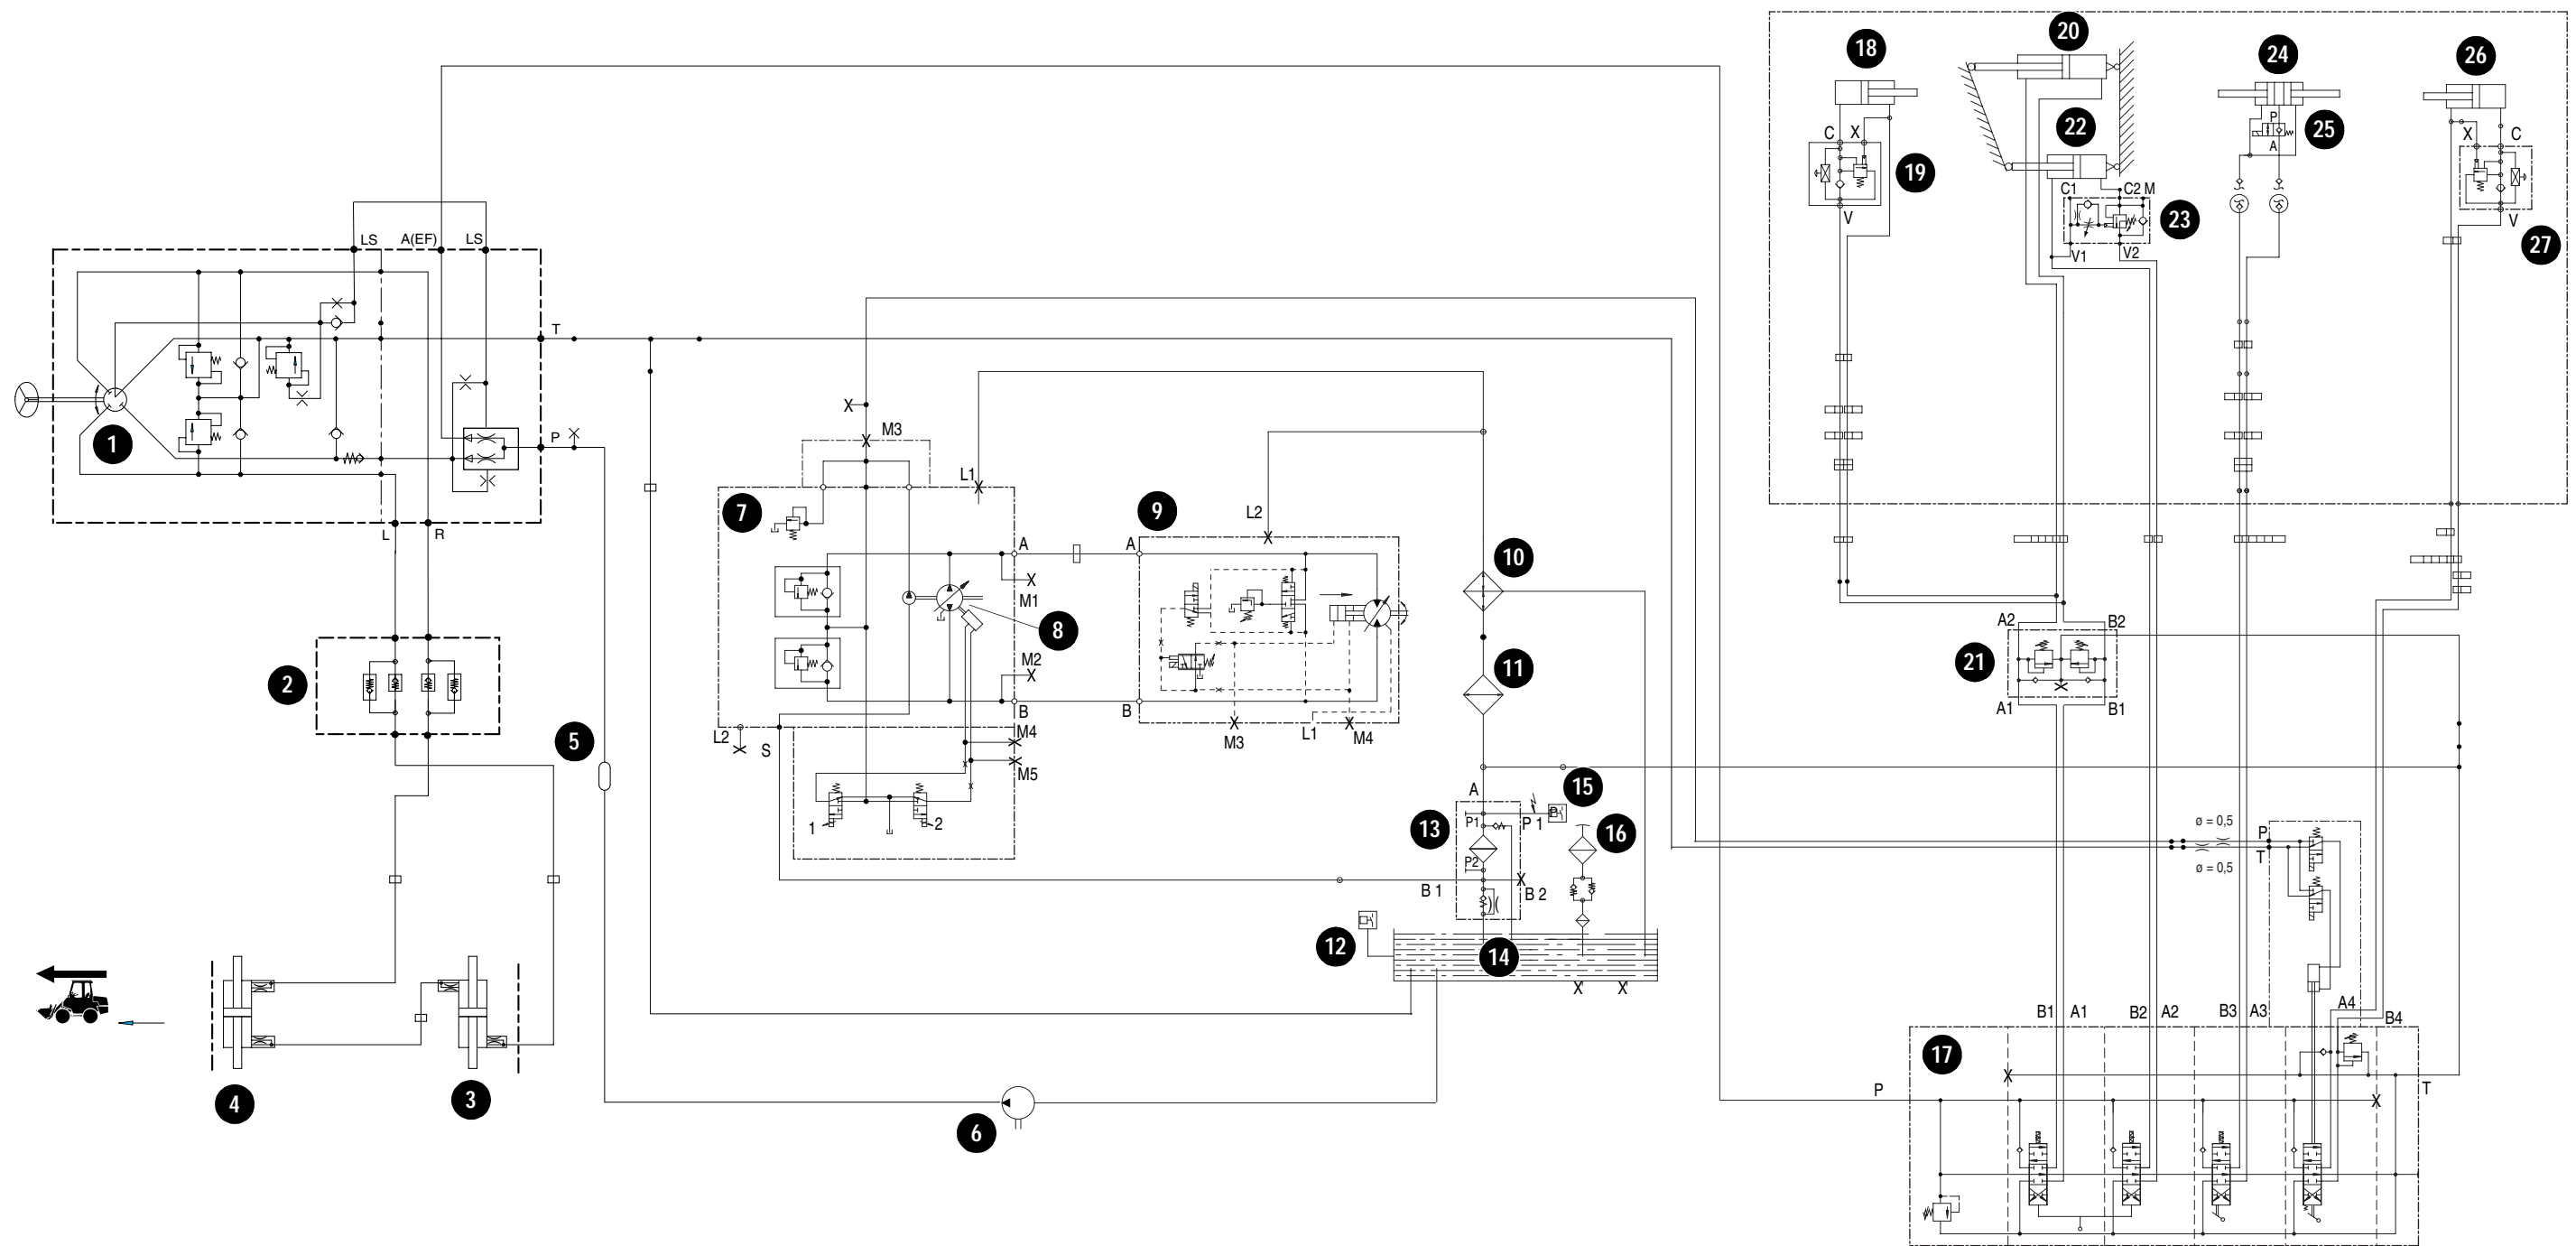 18
20
24
26
22
P
A
25
C
X
X
C
19
V
C1
C2 M
23
V1
V2
V
27
LS
A(EF)
LS
T
P
1
L
R
X
M3
L1
7
9
L2
A
A
M1
8
M2
B
B
10
11
2
5
L2
S
M4
M5
M3
L1
M4
1
2
A2
B2
21
A1
B1
A
15
13
P1
P 1
16
P2
B 1
B 2
ø = 0,5
P
T
ø = 0,5
12
14
X
X
4
3
6
B1
A1
B2
A2
B3
A3
A4
B4
17
P
T